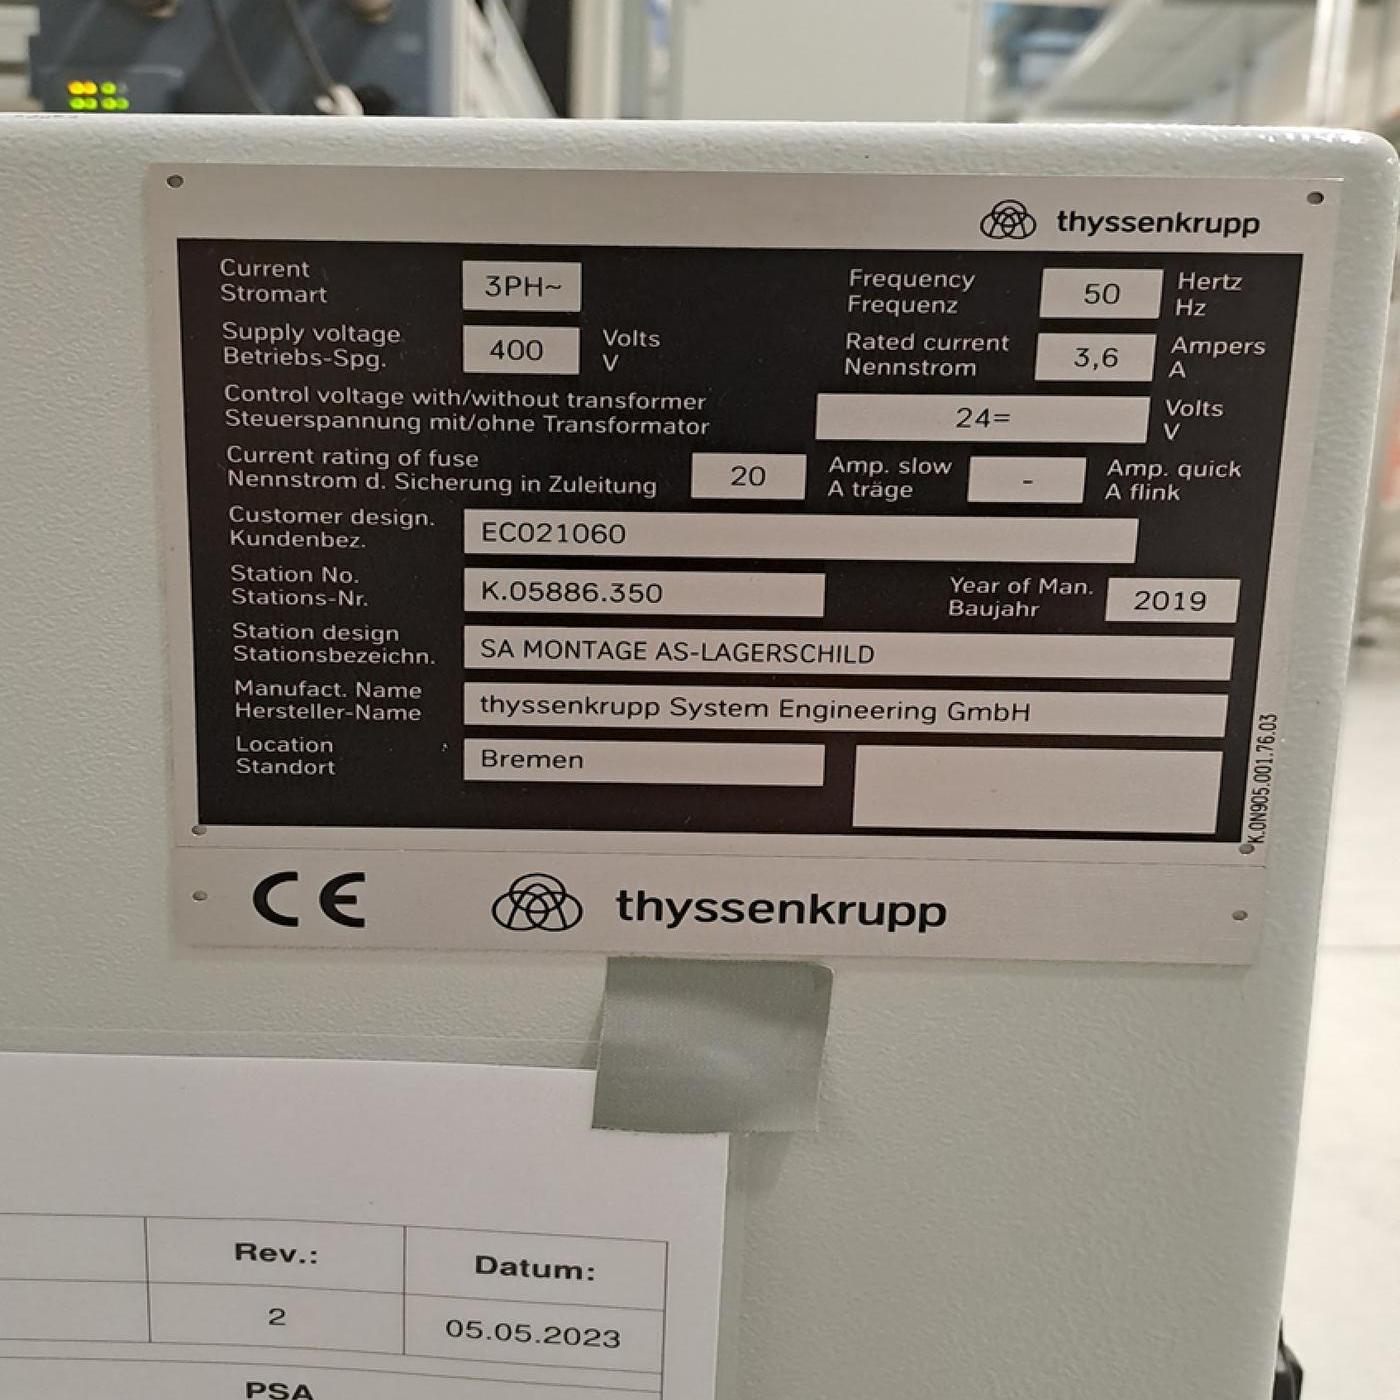 thyssenkrupp
Current
Stromart
3PH~
Frequency
Frequenz
50
Hertz
Hz
Supply voltage
Betriebs-Spg.
400
Volts
V
Rated current
Nennstrom
3,6
Ampers
A
Control voltage with/without transformer
Steuerspannung mit/ohne Transformator
24=
Volts
V
Current rating of fuse
Nennstrom d. Sicherung in Zuleitung
20
Amp. slow
A träge
-
Amp. quick
A flink
Customer design.
Kundenbez.
EC021060
Station No.
Stations-Nr.
K.05886.350
Year of Man.
Baujahr
2019
Station design
Stationsbezeichn.
SA MONTAGE AS-LAGERSCHILD
Manufact. Name
Hersteller-Name
thyssenkrupp System Engineering GmbH
Location
Standort
Bremen
K.0N905.001.76.03
CE
thyssenkrupp
Rev.:
Datum:
2
05.05.2023
PSA